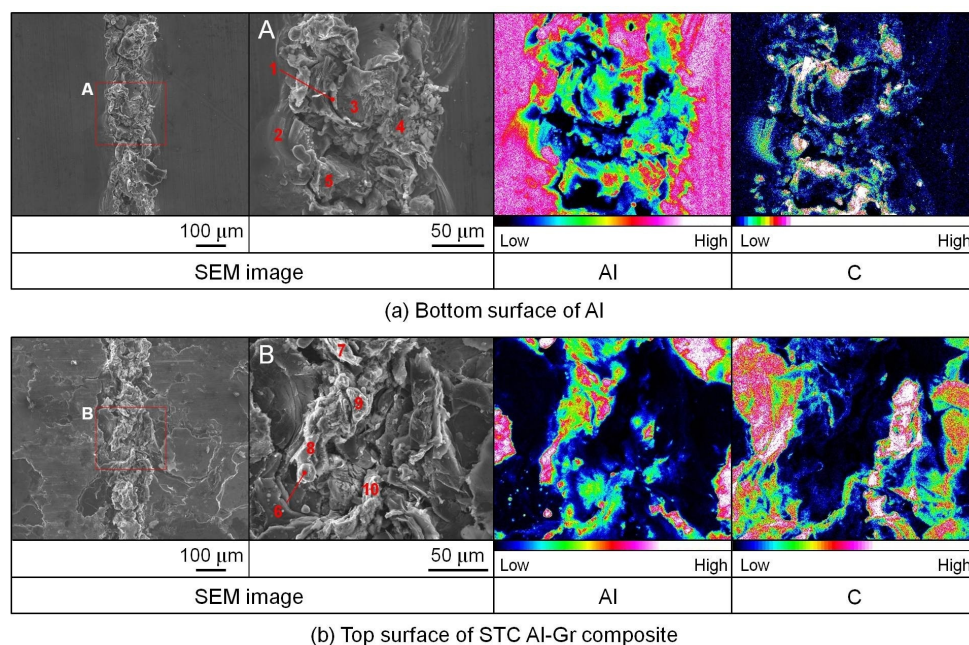 A
A
1
2
3
4
5
100 μm
50 μm
Low
High
Low
High
SEM image
Al
C
(a) Bottom surface of Al
B
B
7
9
8
6
10
100 μm
50 μm
Low
High
Low
High
SEM image
Al
C
(b) Top surface of STC Al-Gr composite